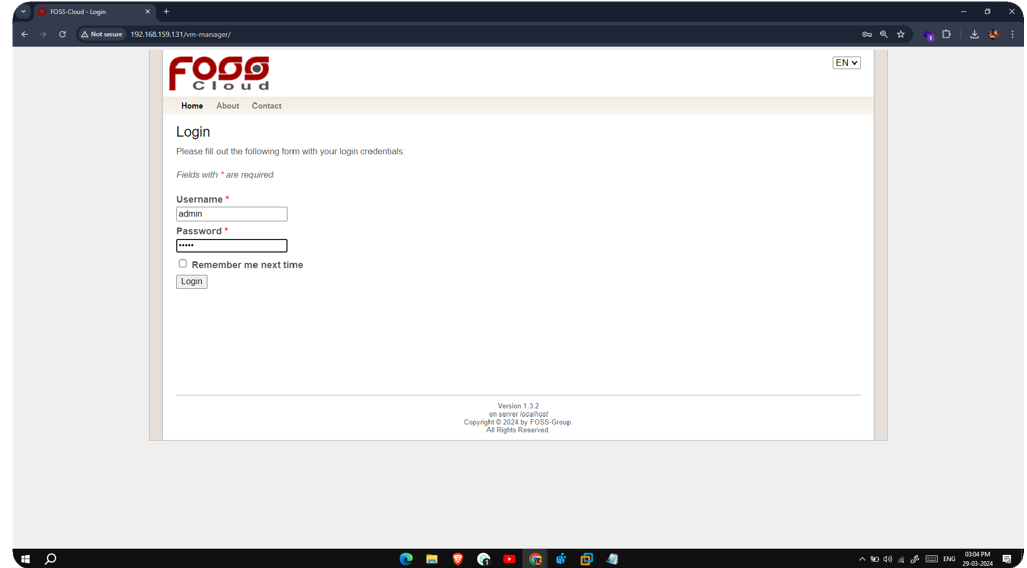 FOSS-Cloud - Login
Not secure
192.168.159.131/vm-manager/
1
FOSS
Cloud
EN
Home About Contact
Login
Please fill out the following form with your login credentials:
Fields with * are required.
Username *
admin
Password *
•••••
Remember me next time
Login
Version 1.3.2
on server localhost
Copyright © 2024 by FOSS-Group.
All Rights Reserved.
1
ENG
03:04 PM
29-03-2024